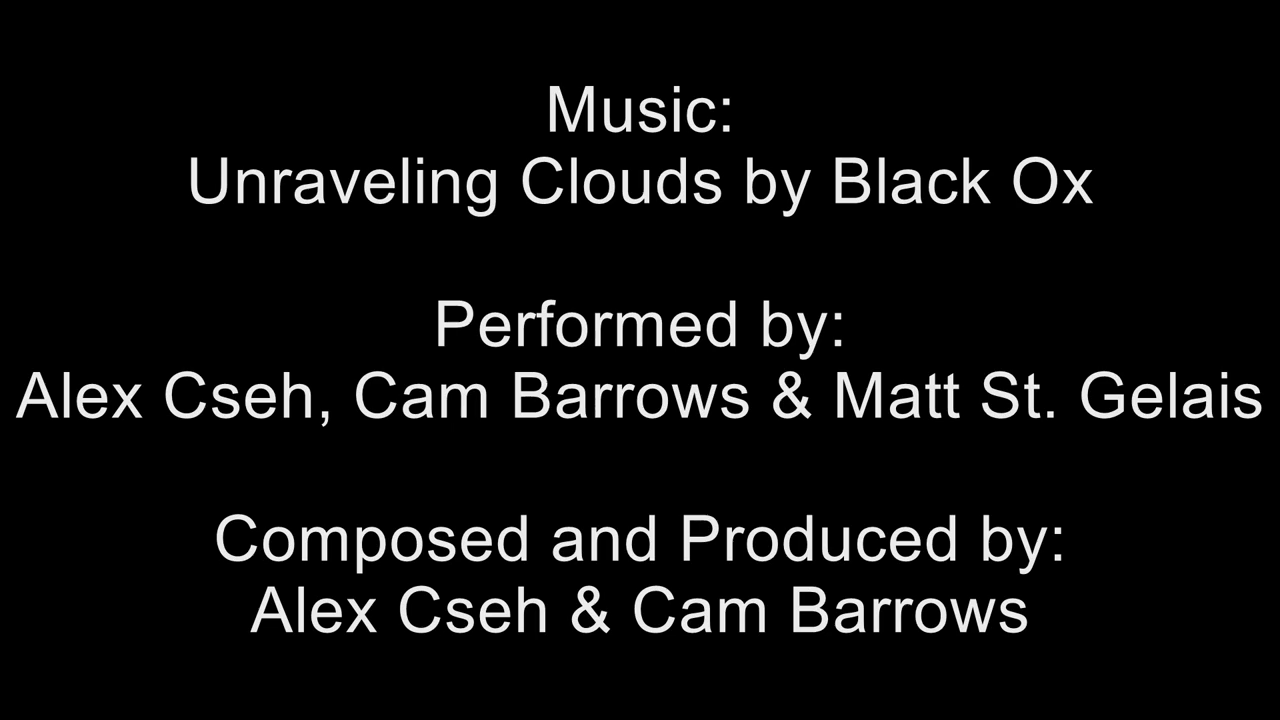 Music:
Unraveling Clouds by Black Ox
Performed by:
Alex Cseh, Cam Barrows & Matt St. Gelais
Composed and Produced by:
Alex Cseh & Cam Barrows